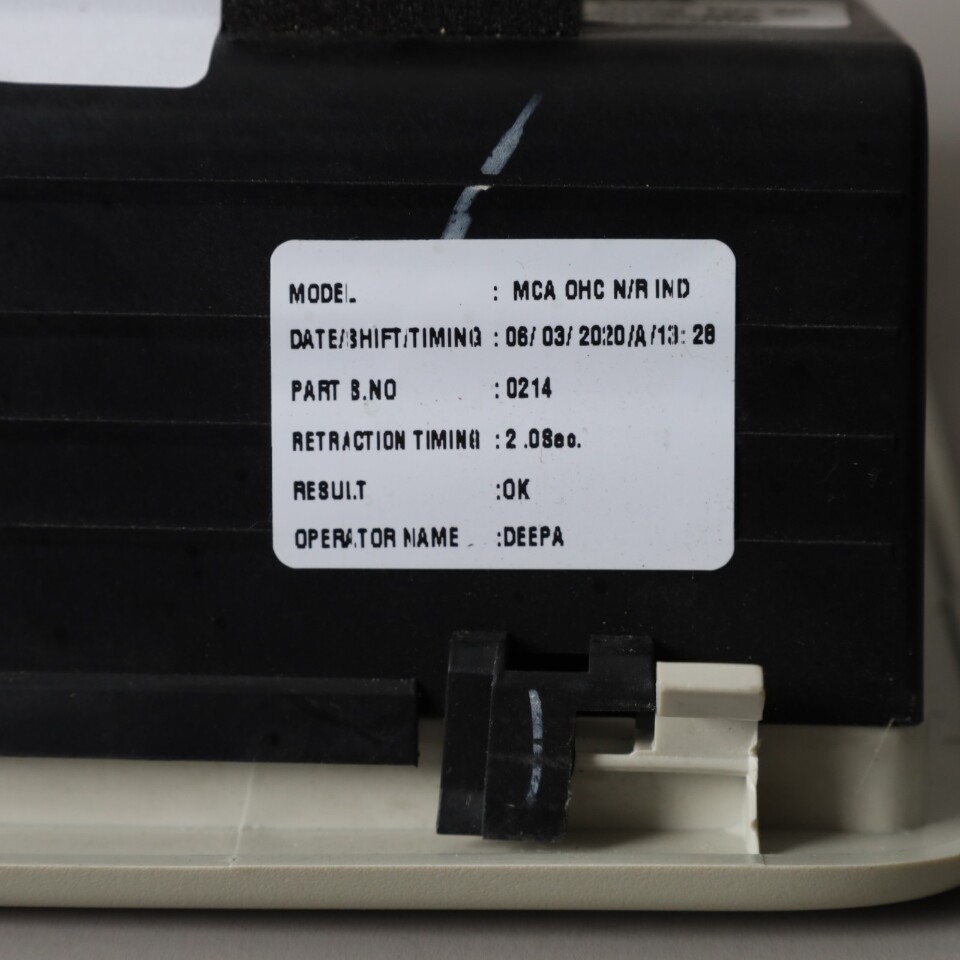 MODEL : MCA OHC N/R IND
DATE/SHIFT/TIMING : 06/03/2020/A/13:28
PART S.NO : 0214
RETRACTION TIMING : 2.0Sec.
RESULT :OK
OPERATOR NAME :DEEPA